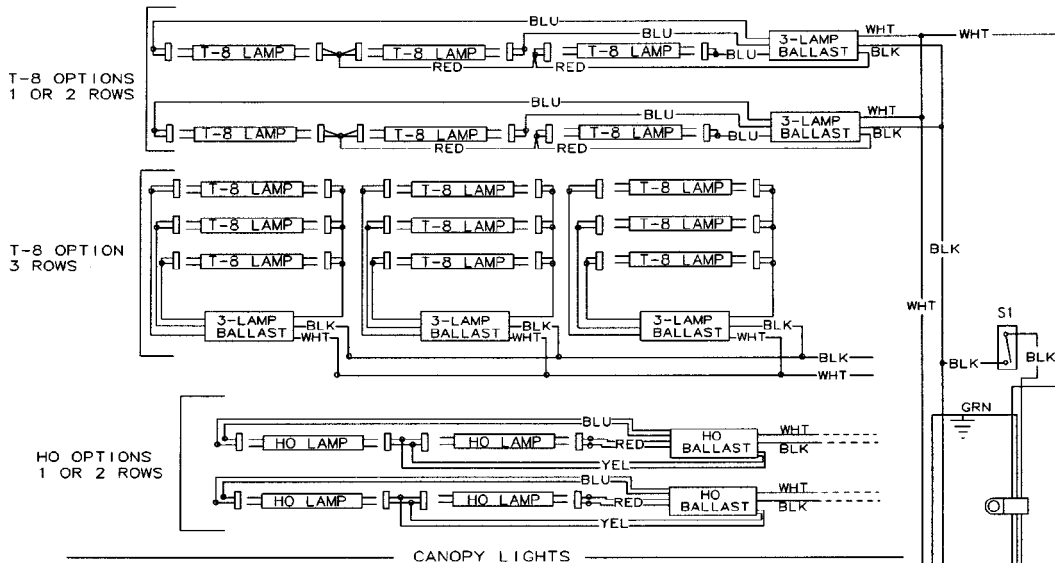 BLU
WHT
WHT
T-8 LAMP
T-8 LAMP
T-8 LAMP
BLU
BLU
3-LAMP
BALLAST
BLK
RED
RED
T-8 OPTIONS
1 OR 2 ROWS
BLU
WHT
T-8 LAMP
T-8 LAMP
T-8 LAMP
BLU
BLU
3-LAMP
BALLAST
BLK
RED
RED
T-8 LAMP
T-8 LAMP
T-8 LAMP
T-8 LAMP
T-8 LAMP
T-8 LAMP
T-8 OPTION
3 ROWS
T-8 LAMP
T-8 LAMP
T-8 LAMP
BLK
WHT
S1
3-LAMP
BALLAST
BLK
WHT
3-LAMP
BALLAST
BLK
WHT
3-LAMP
BALLAST
BLK
WHT
BLK
WHT
BLK
BLK
GRN
HO OPTIONS
1 OR 2 ROWS
BLU
HO LAMP
HO LAMP
RED
HO
BALLAST
WHT
BLK
YEL
BLU
HO LAMP
HO LAMP
RED
HO
BALLAST
WHT
BLK
YEL
CANOPY LIGHTS